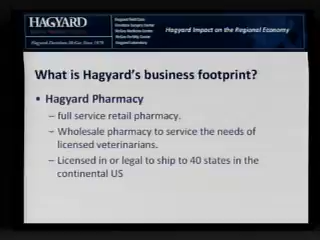 HAGYARD
Hagyard Impact on the Regional Economy
What is Hagyard's business footprint?
▪ Hagyard Pharmacy
– full service retail pharmacy.
– Wholesale pharmacy to service the needs of
licensed veterinarians.
– Licensed in or legal to ship to 40 states in the
continental US